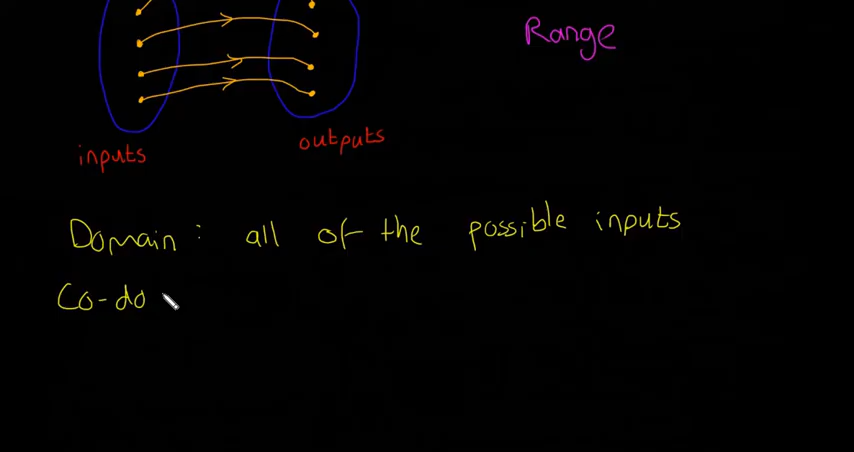 Range
outputs
inputs
Domain: all of the possible inputs
Co-do